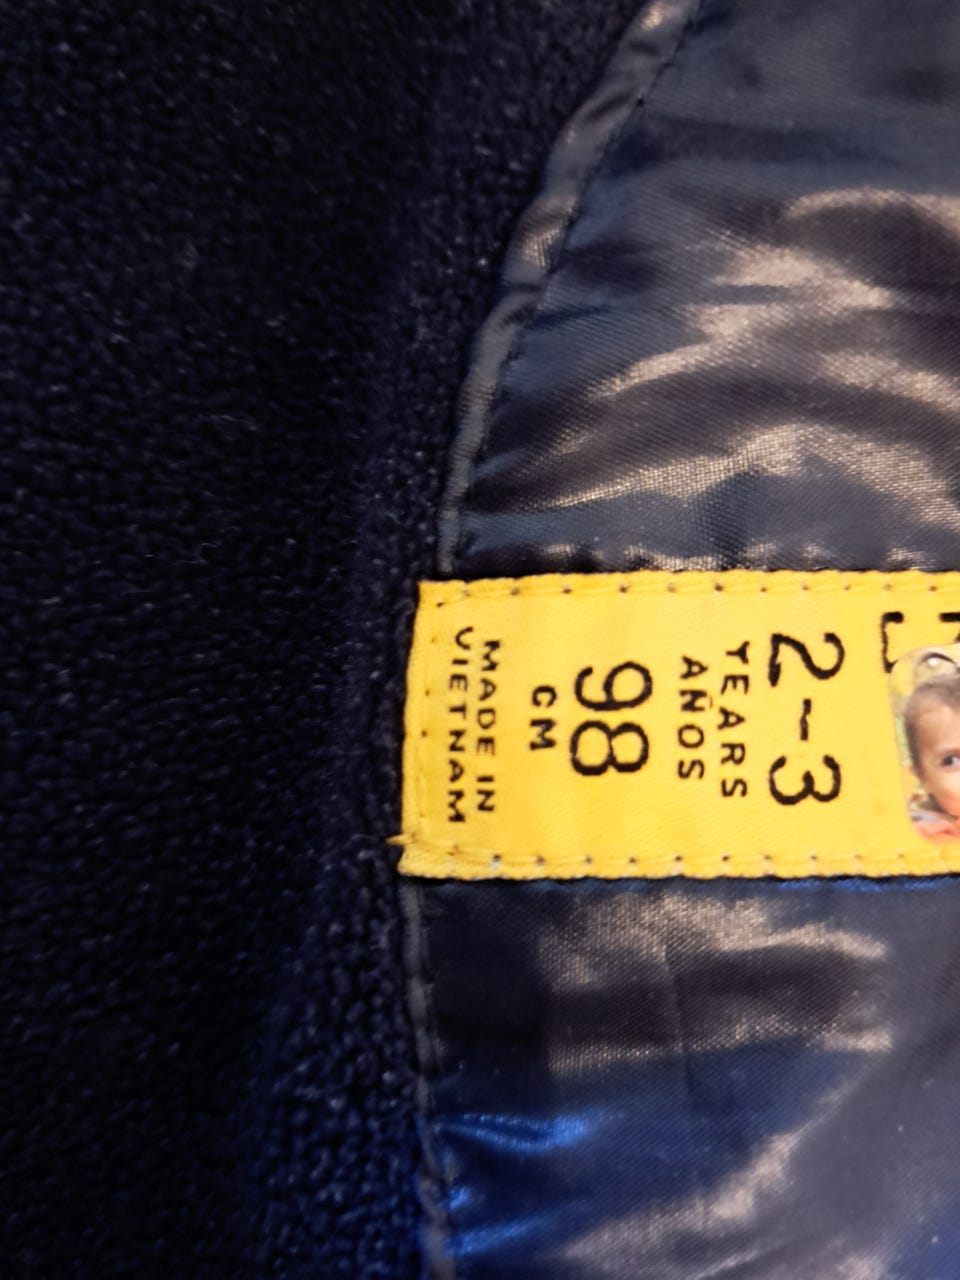 2-3
YEARS
AÑOS
98
CM
MADE IN
VIETNAM